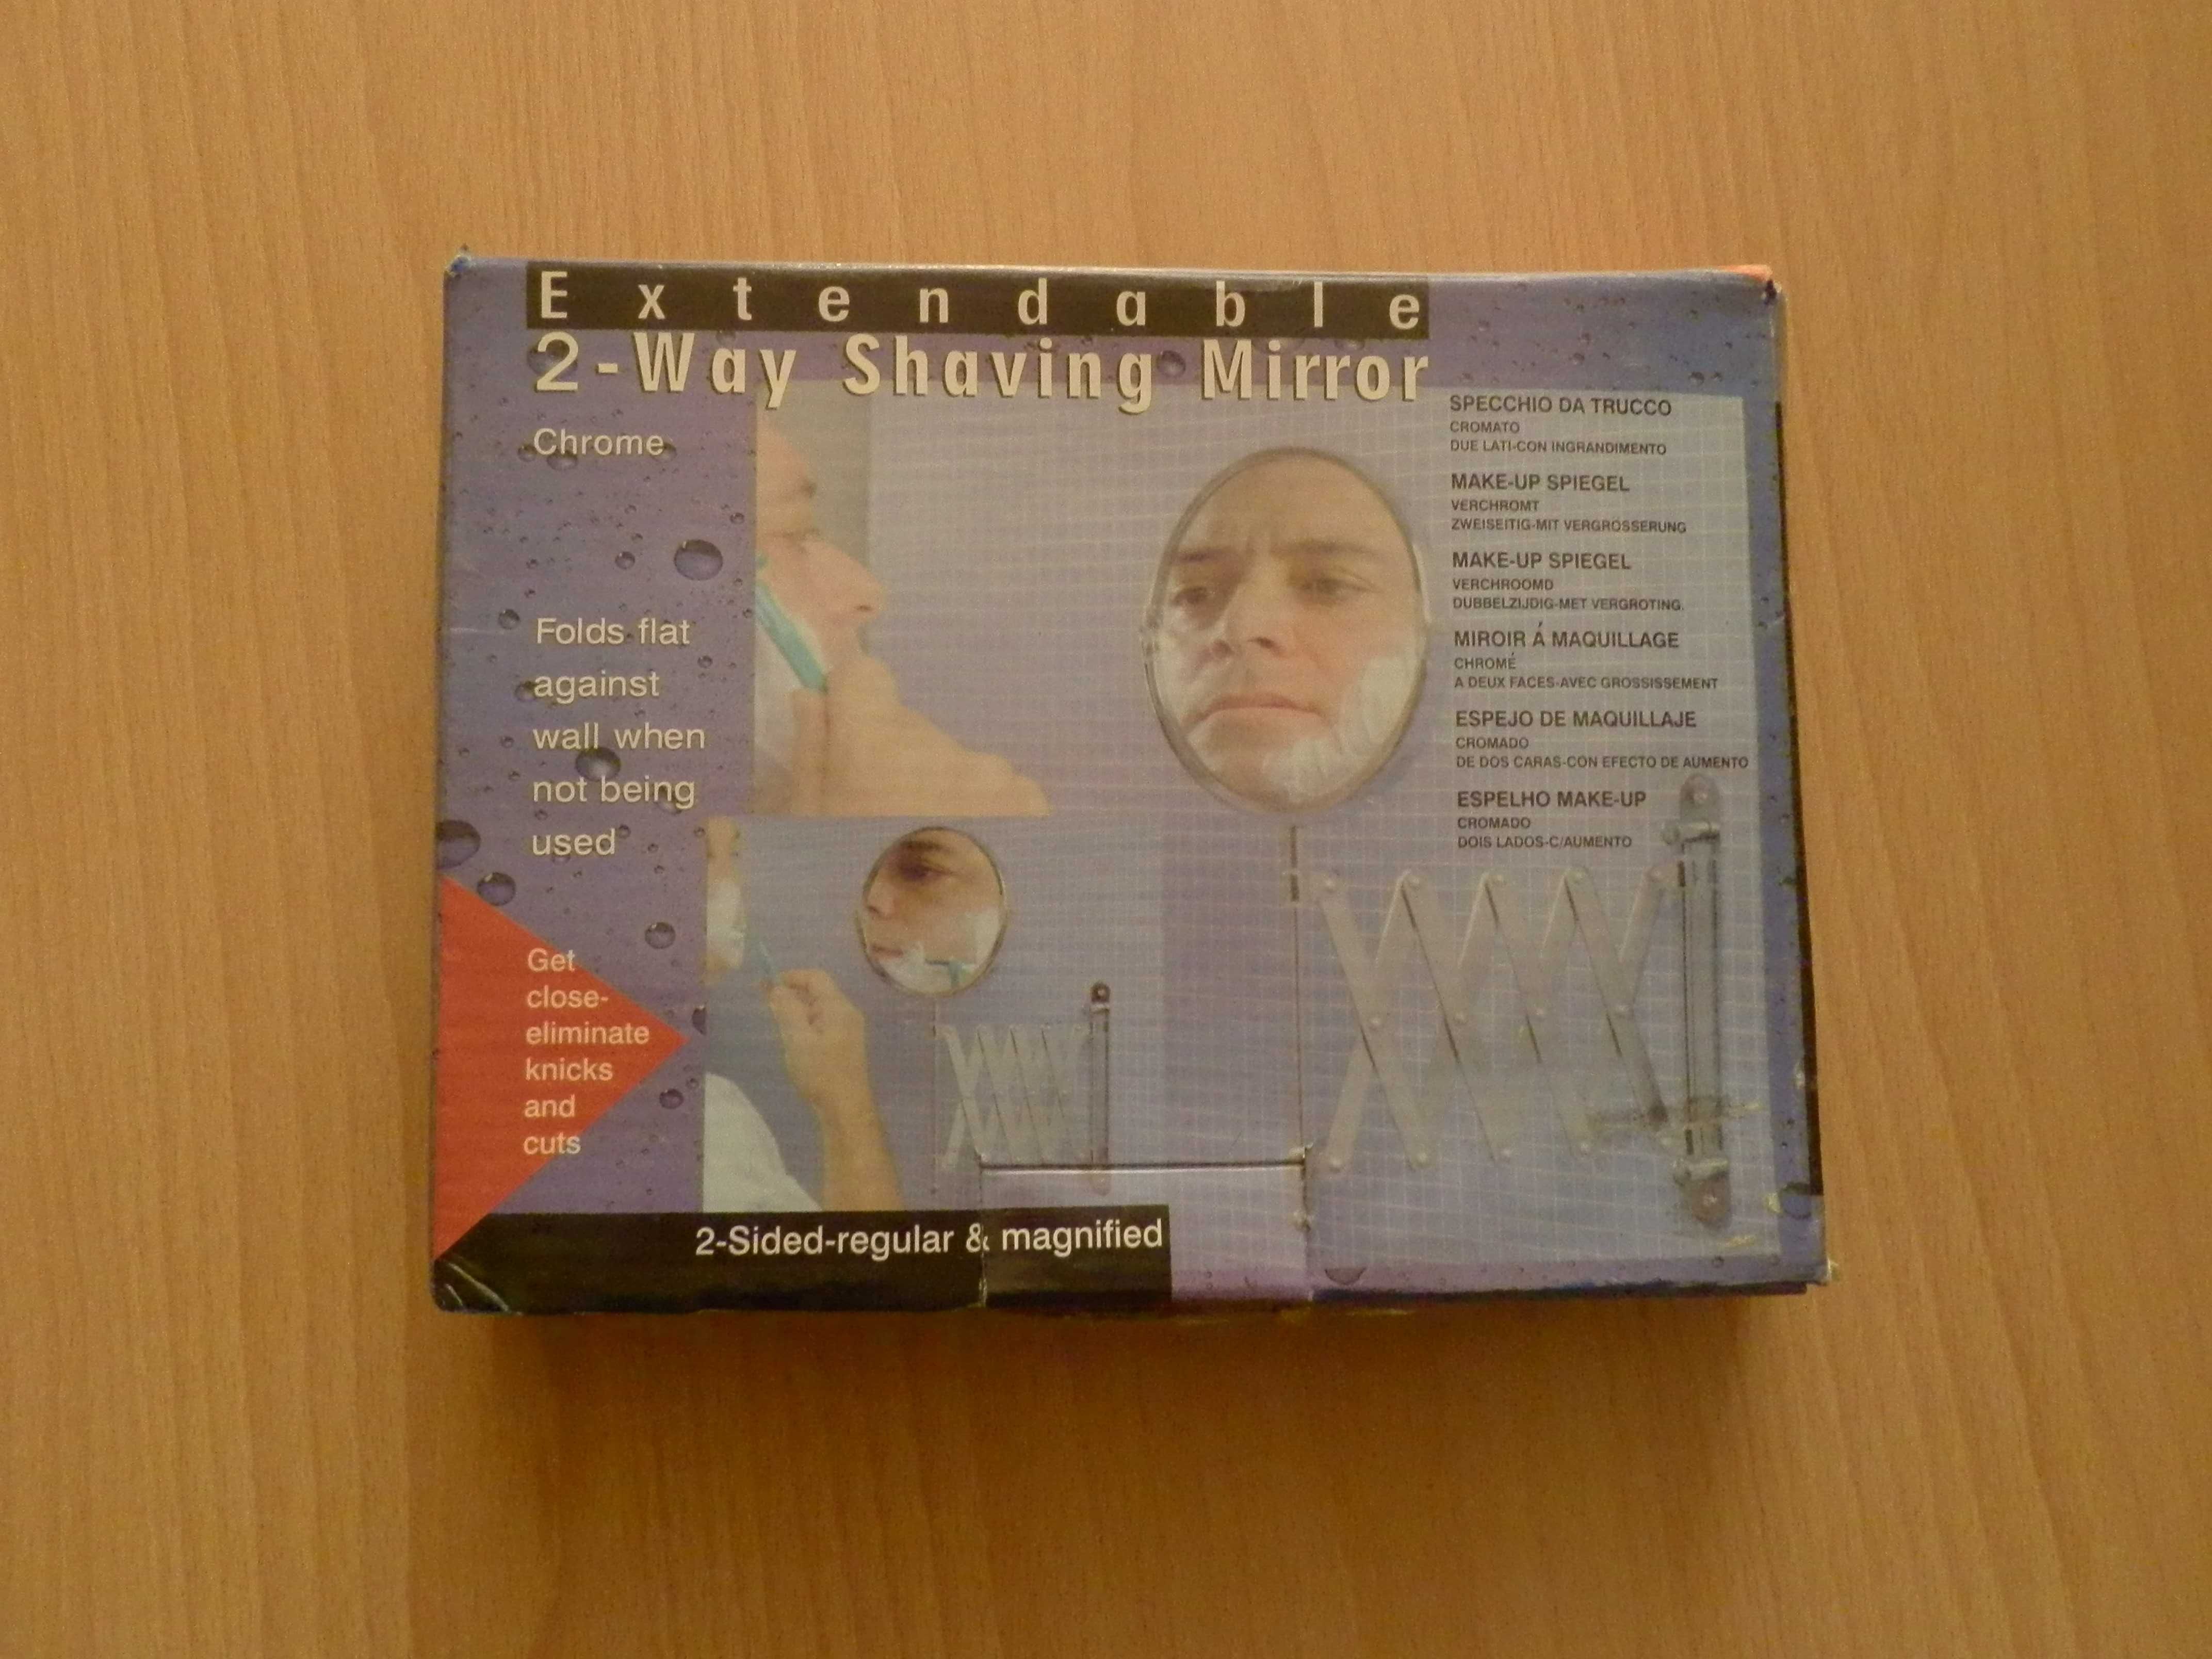 Extendable
2-Way Shaving Mirror
Chrome
Folds flat
against
wall when
not being
used
Get
close-
eliminate
knicks
and
cuts
2-Sided-regular & magnified
SPECCHIO DA TRUCCO
CROMATO
DUE LATI-CON INGRANDIMENTO
MAKE-UP SPIEGEL
VERCHROMT
ZWEISEITIG-MIT VERGRÖSSERUNG
MAKE-UP SPIEGEL
VERCHROOMD
DUBBELZIJDIG-MET VERGROTING.
MIROIR Á MAQUILLAGE
CHROMÉ
A DEUX FACES-AVEC GROSSISSEMENT
ESPEJO DE MAQUILLAJE
CROMADO
DE DOS CARAS-CON EFECTO DE AUMENTO
ESPELHO MAKE-UP
CROMADO
DOIS LADOS-C/AUMENTO